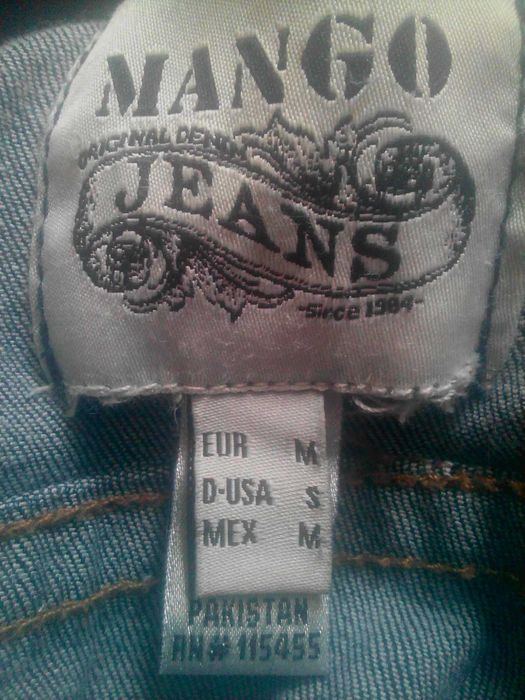 MANGO
ORIGINAL DENIM
JEANS
-since 1984-
EUR M
D-USA S
MEX M
PAKISTAN
RN# 115455